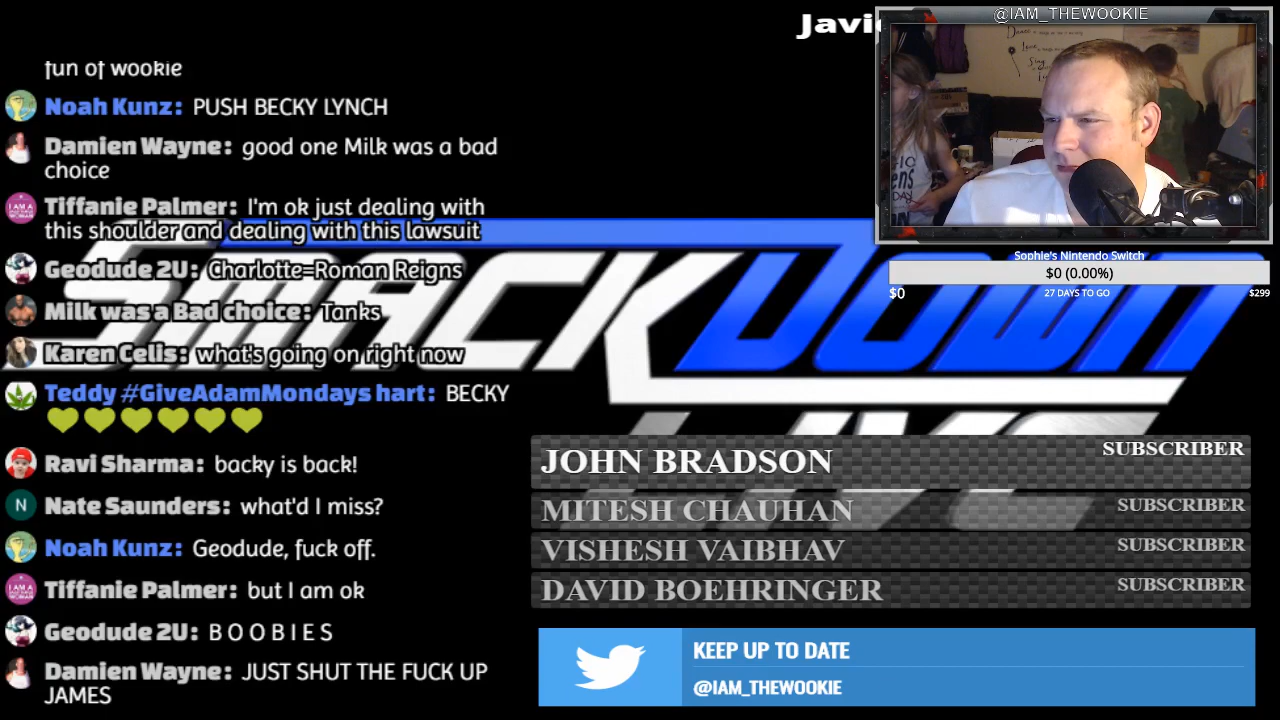 Javi
@IAM_THEWOOKIE
fun of wookie
Noah Kunz: PUSH BECKY LYNCH
Damien Wayne: good one Milk was a bad
choice
Tiffanie Palmer: I'm ok just dealing with
this shoulder and dealing with this lawsuit
Geodude 2U: Charlotte=Roman Reigns
Milk was a Bad choice: Tanks
Karen Celis: what's going on right now
Teddy #GiveAdamMondays hart: BECKY
💛💛💛💛💛💛
Ravi Sharma: backy is back!
N
Nate Saunders: what'd I miss?
Noah Kunz: Geodude, fuck off.
Tiffanie Palmer: but I am ok
Geodude 2U: B O O B I E S
Damien Wayne: JUST SHUT THE FUCK UP
JAMES
SMACKDOWN
LIVE
Sophie's Nintendo Switch
$0 (0.00%)
$0 27 DAYS TO GO $299
JOHN BRADSON SUBSCRIBER
MITESH CHAUHAN SUBSCRIBER
VISHESH VAIBHAV SUBSCRIBER
DAVID BOEHRINGER SUBSCRIBER
KEEP UP TO DATE
@IAM_THEWOOKIE